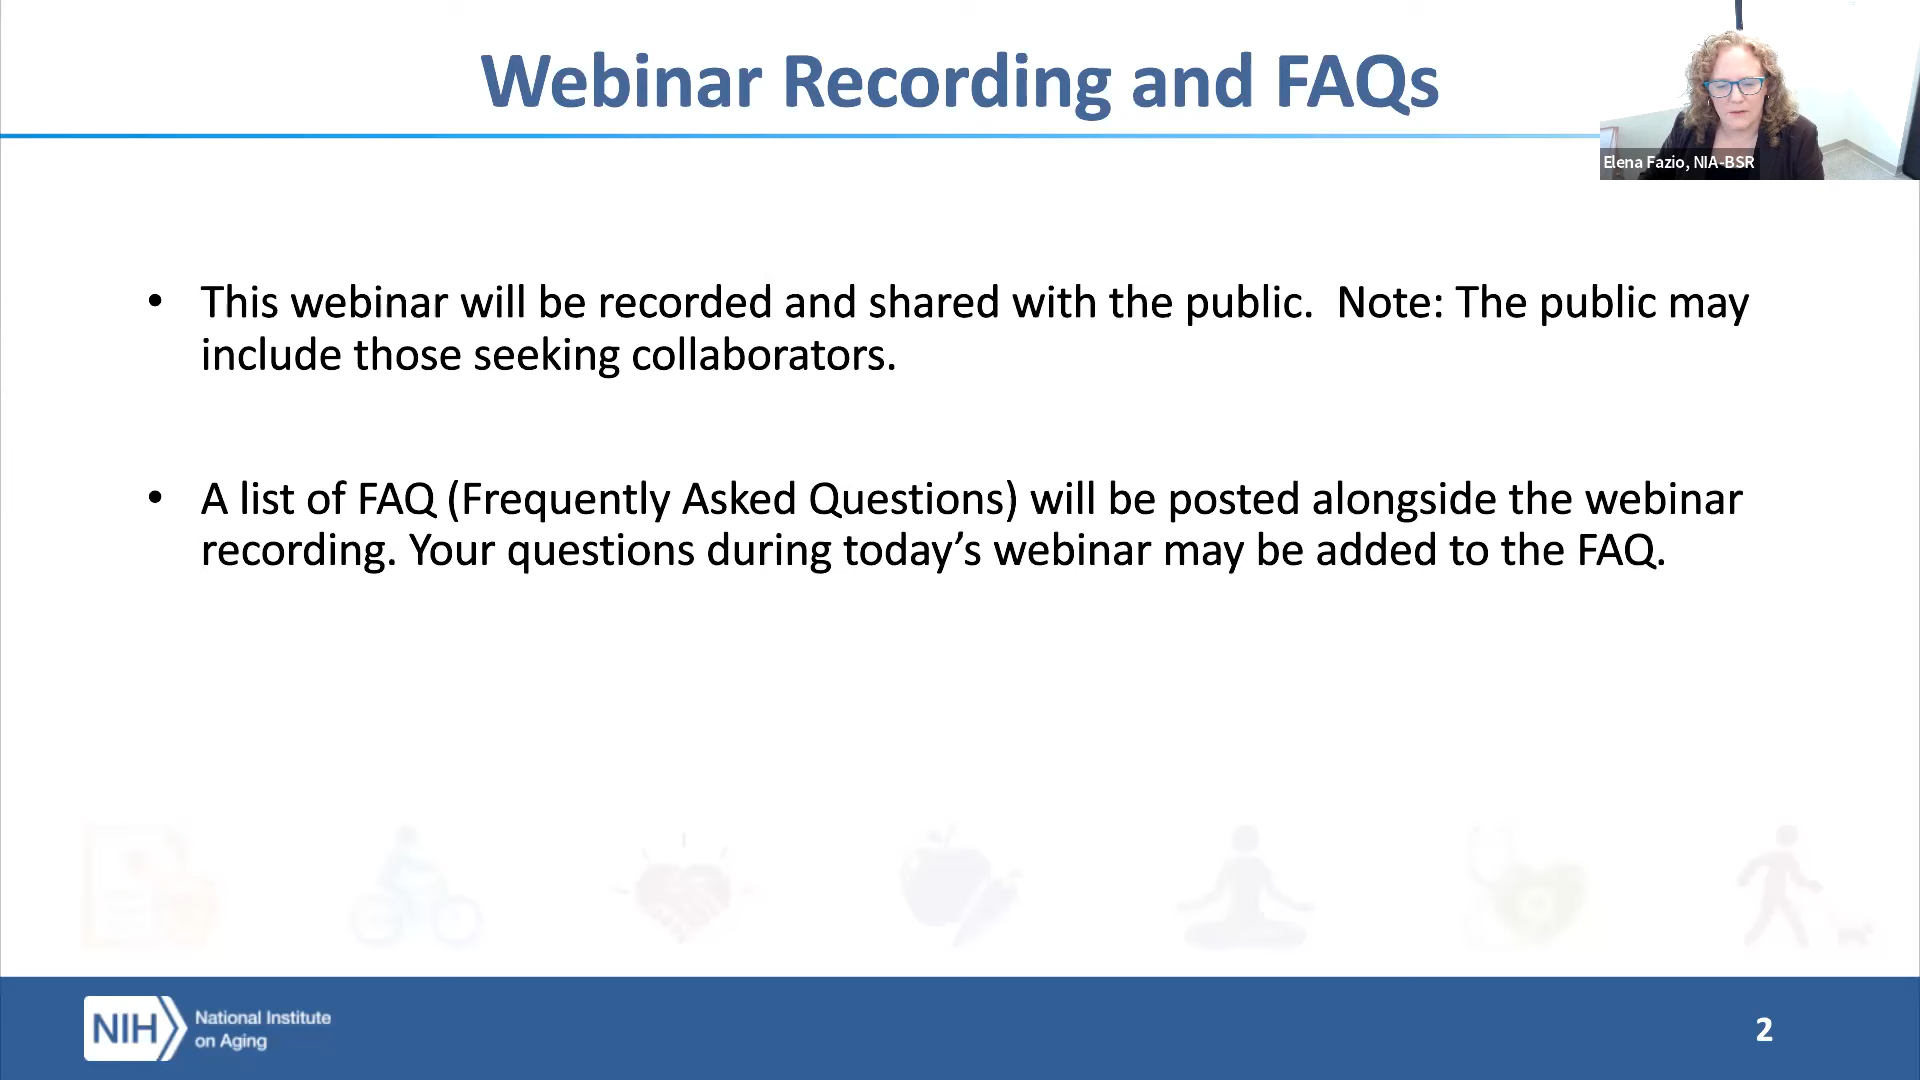 Webinar Recording and FAQs
Elena Fazio, NIA-BSR
• This webinar will be recorded and shared with the public.  Note: The public may
include those seeking collaborators.
• A list of FAQ (Frequently Asked Questions) will be posted alongside the webinar
recording. Your questions during today’s webinar may be added to the FAQ.
NIH
National Institute
on Aging
2